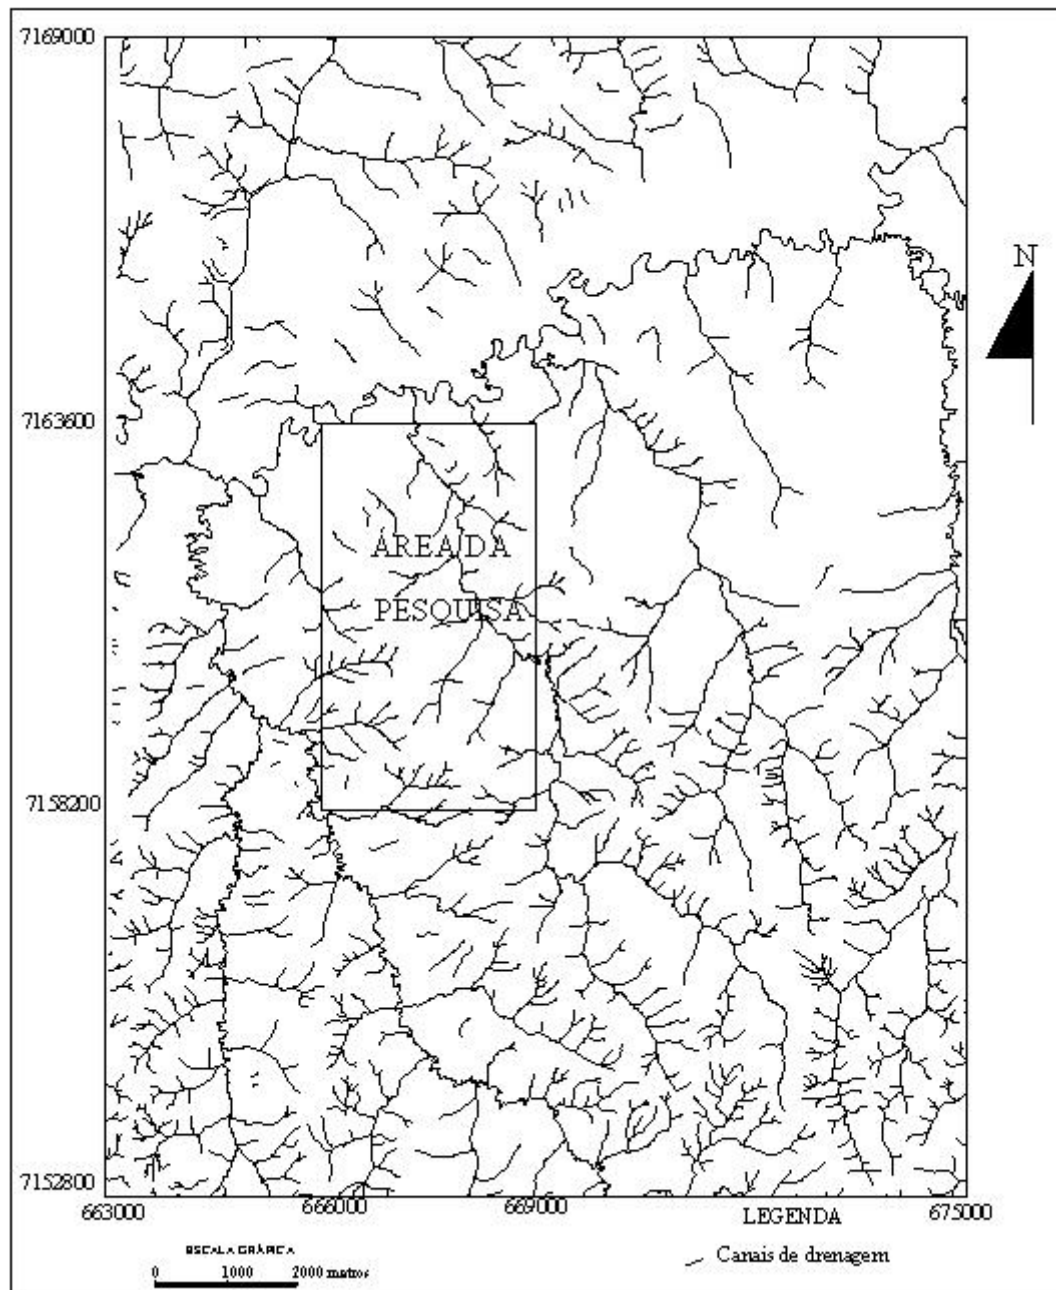 7169000
N
7163600
ÁREA DA
PESQUISA
7158200
7152800
663000 666000 669000 675000
LEGENDA
ESCALA GRÁFICA
Canais de drenagem
0 1000 2000 metros